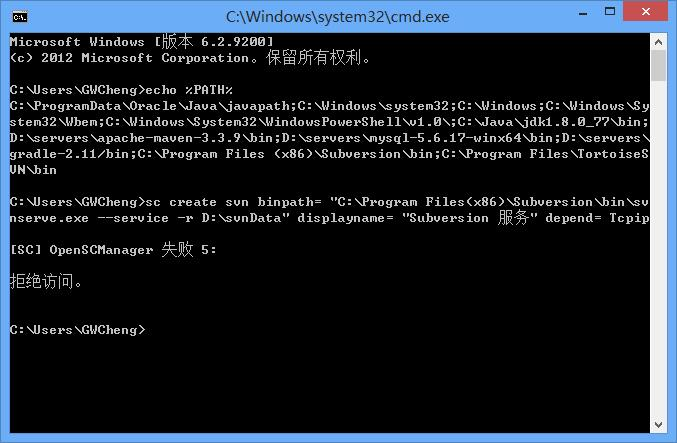 C:\Windows\system32\cmd.exe
Microsoft Windows [版本 6.2.9200]
(c) 2012 Microsoft Corporation。保留所有权利。
C:\Users\GWCheng>echo %PATH%
C:\ProgramData\Oracle\Java\javapath;C:\Windows\system32;C:\Windows;C:\Windows\Sy
stem32\Wbem;C:\Windows\System32\WindowsPowerShell\v1.0\;C:\Java\jdk1.8.0_77\bin;
D:\servers\apache-maven-3.3.9\bin;D:\servers\mysql-5.6.17-winx64\bin;D:\servers\
gradle-2.11/bin;C:\Program Files (x86)\Subversion\bin;C:\Program Files\TortoiseS
VN\bin
C:\Users\GWCheng>sc create svn binpath= "C:\Program Files(x86)\Subversion\bin\sv
nserve.exe --service -r D:\svnData" displayname= "Subversion 服务" depend= Tcpip
[SC] OpenSCManager 失败 5:
拒绝访问。
C:\Users\GWCheng>